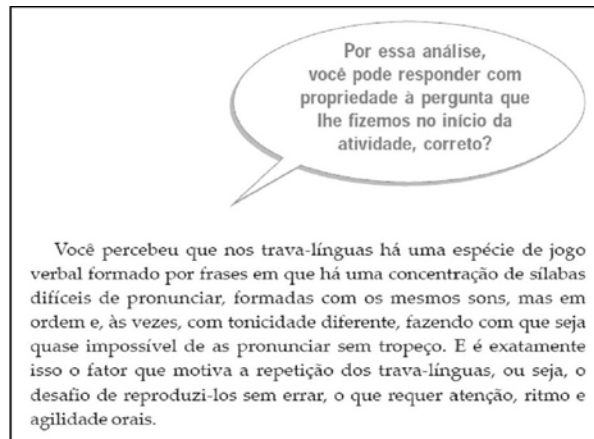 Por essa análise,
você pode responder com
propriedade à pergunta que
lhe fizemos no início da
atividade, correto?
Você percebeu que nos trava-línguas há uma espécie de jogo
verbal formado por frases em que há uma concentração de sílabas
difíceis de pronunciar, formadas com os mesmos sons, mas em
ordem e, às vezes, com tonicidade diferente, fazendo com que seja
quase impossível de as pronunciar sem tropeço. E é exatamente
isso o fator que motiva a repetição dos trava-línguas, ou seja, o
desafio de reproduzi-los sem errar, o que requer atenção, ritmo e
agilidade orais.